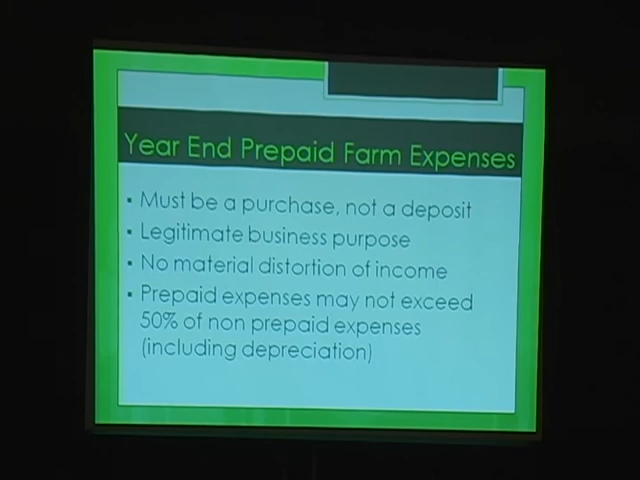 Year End Prepaid Farm Expenses
▪ Must be a purchase, not a deposit
▪ Legitimate business purpose
▪ No material distortion of income
▪ Prepaid expenses may not exceed
50% of non prepaid expenses
(including depreciation)